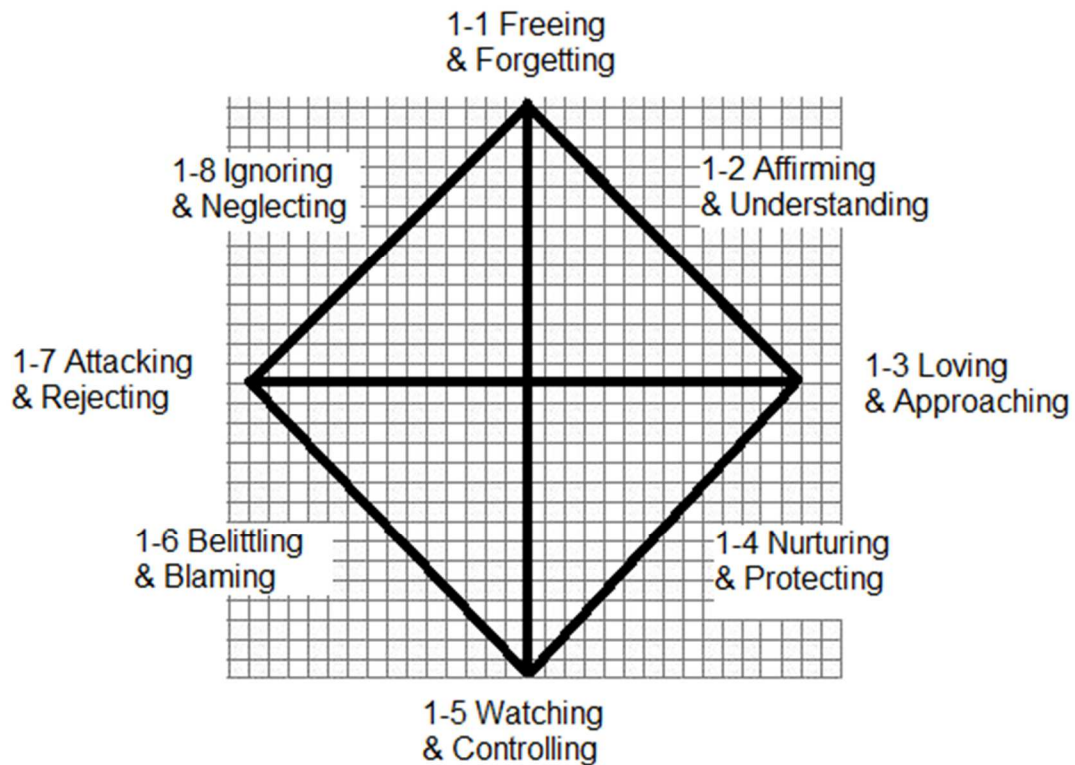 1-1 Freeing
& Forgetting
1-8 Ignoring
& Neglecting
1-2 Affirming
& Understanding
1-7 Attacking
& Rejecting
1-3 Loving
& Approaching
1-6 Belittling
& Blaming
1-4 Nurturing
& Protecting
1-5 Watching
& Controlling